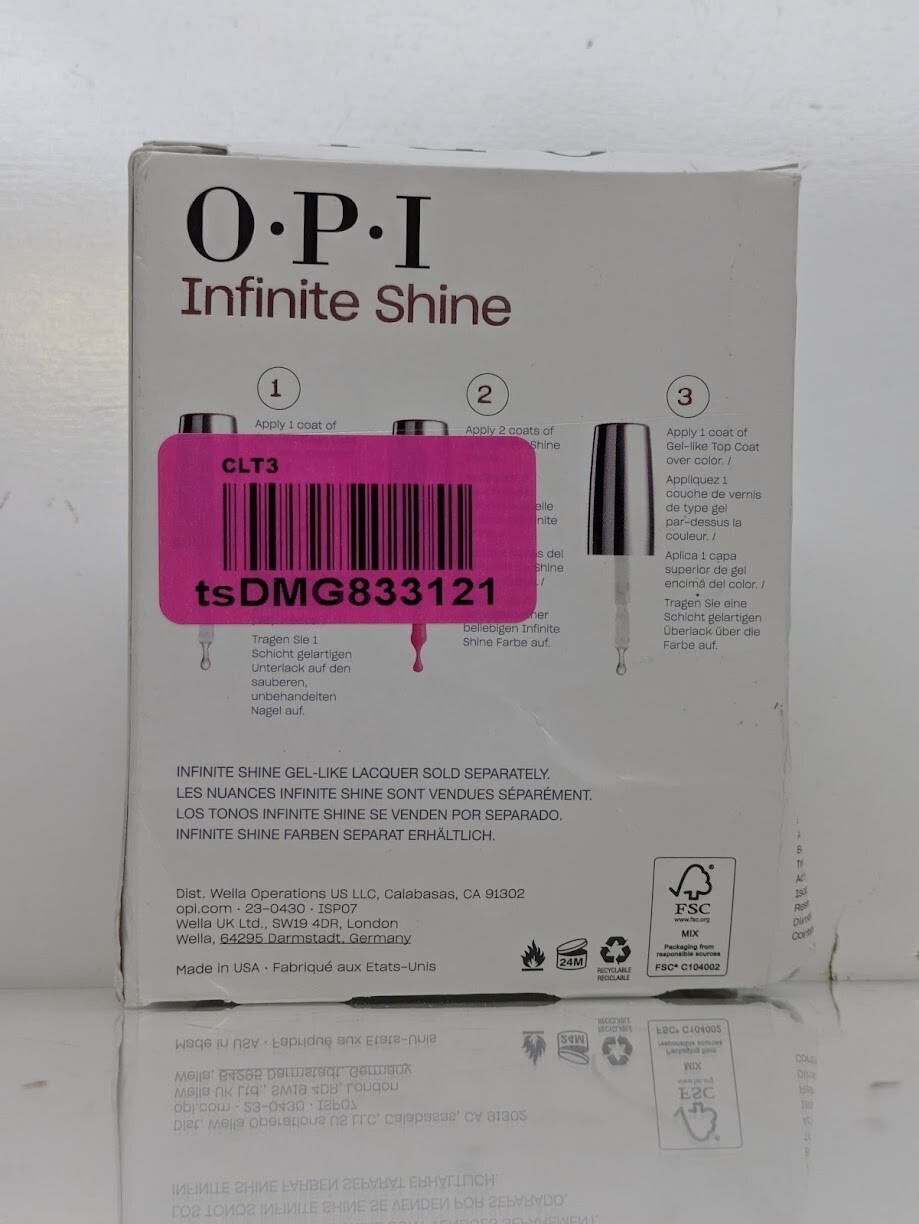 O·P·I
Infinite Shine
1
Apply 1 coat of
CLT3
tsDMG833121
Tragen Sie 1
Schicht gelartigen
Unterlack auf den
sauberen,
unbehandelten
Nagel auf.
2
Apply 2 coats of
Shine
del
Shine
/
beliebigen Infinite
Shine Farbe auf.
3
Apply 1 coat of
Gel-like Top Coat
over color. /
Appliquez 1
couche de vernis
de type gel
par-dessus la
couleur. /
Aplica 1 capa
superior de gel
encima del color. /
Tragen Sie eine
Schicht gelartigen
Überlack über die
Farbe auf.
INFINITE SHINE GEL-LIKE LACQUER SOLD SEPARATELY.
LES NUANCES INFINITE SHINE SONT VENDUES SÉPARÉMENT.
LOS TONOS INFINITE SHINE SE VENDEN POR SEPARADO.
INFINITE SHINE FARBEN SEPARAT ERHÄLTLICH.
Dist. Wella Operations US LLC, Calabasas, CA 91302
opi.com · 23-0430 · ISP07
Wella UK Ltd., SW19 4DR, London
Wella, 64295 Darmstadt, Germany
Made in USA · Fabriqué aux Etats-Unis
24M
RECYCLABLE
RECICLABLE
FSC
www.fsc.org
MIX
Packaging from
responsible sources
FSC® C104002